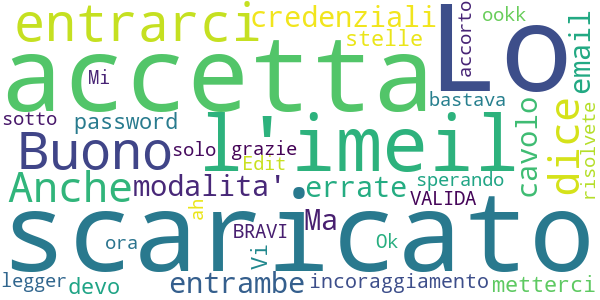 entrarci credenziali ookk
stelle accorto email
accetta Lo
Mi bastava
sotto password l'imeil cavolo dice risolvete
Buono solo grazie
Edit
Anche modalita' errate sperando
VALIDA
ah Ma
scaricato
BRAVI
ora Vi Ok
legger devo entrambe incoraggiamento metterci